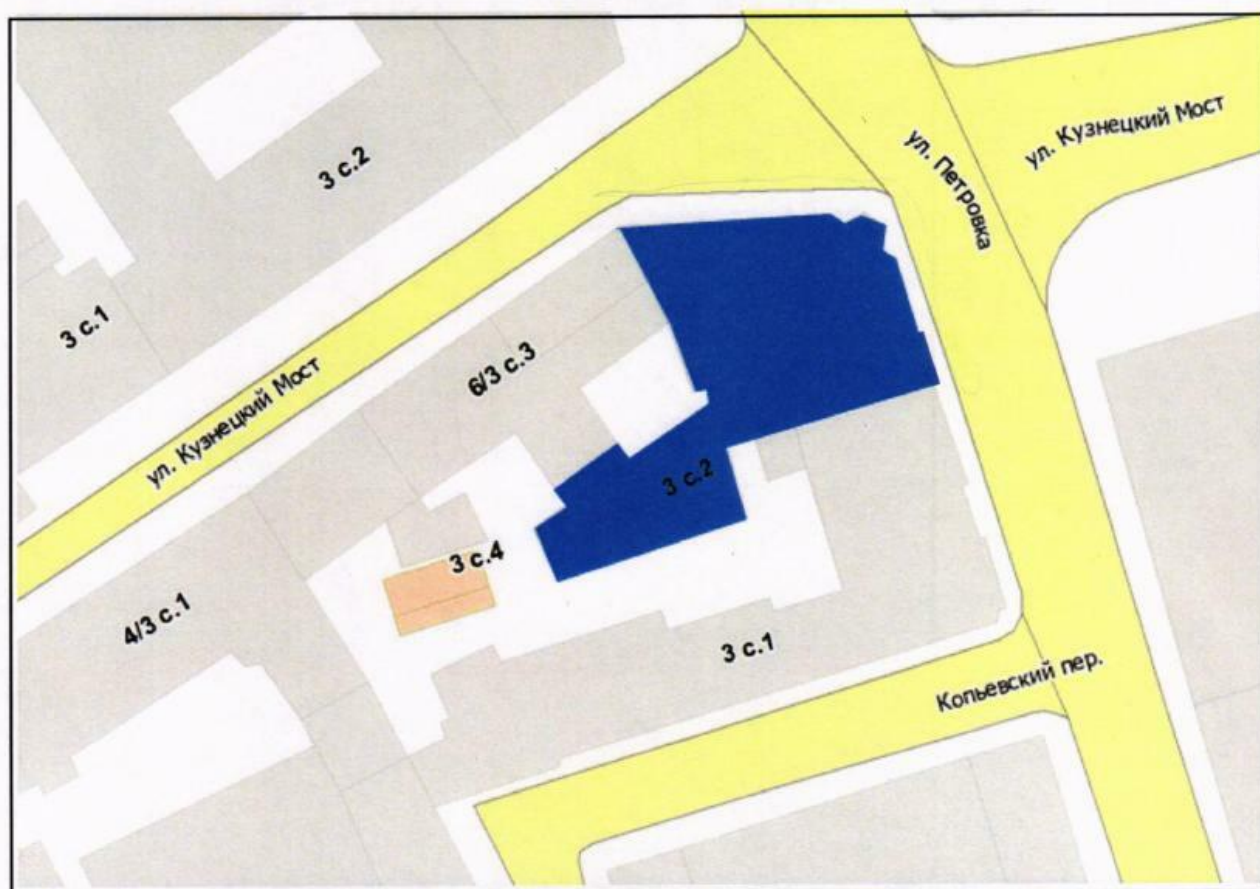 ул. Кузнецкий Мост
ул. Петровка
3 с.2
3 с.1
6/3 с.3
ул. Кузнецкий Мост
3 с.2
3 с.4
4/3 с.1
3 с.1
Копьевский пер.